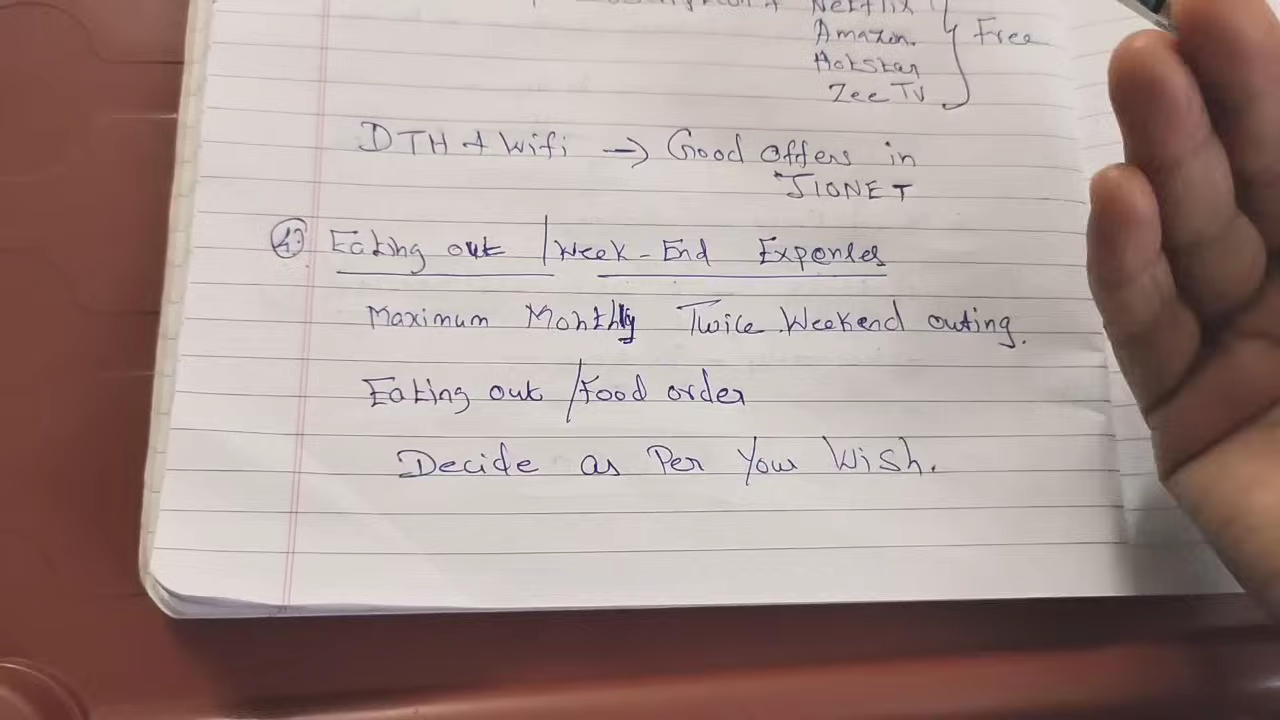 Netflix
Amazon. Free
Hotstar
Zee TV
DTH + Wifi → Good Offers in
JIONET
4) Eating out / Week-End Expenses
Maximum Monthly Twice Weekend outing.
Eating out / Food order
Decide as Per Your Wish.